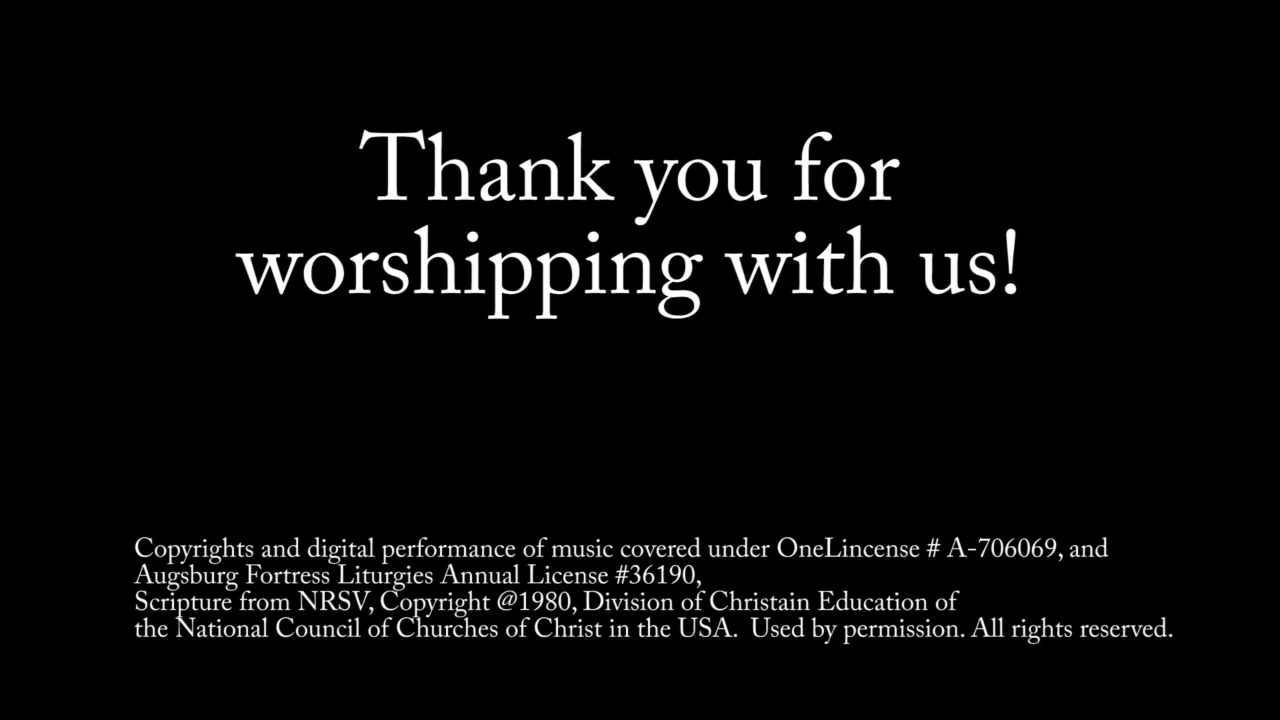 Thank you for
worshipping with us!
Copyrights and digital performance of music covered under OneLincense # A-706069, and
Augsburg Fortress Liturgies Annual License #36190,
Scripture from NRSV, Copyright @1980, Division of Christain Education of
the National Council of Churches of Christ in the USA.  Used by permission. All rights reserved.